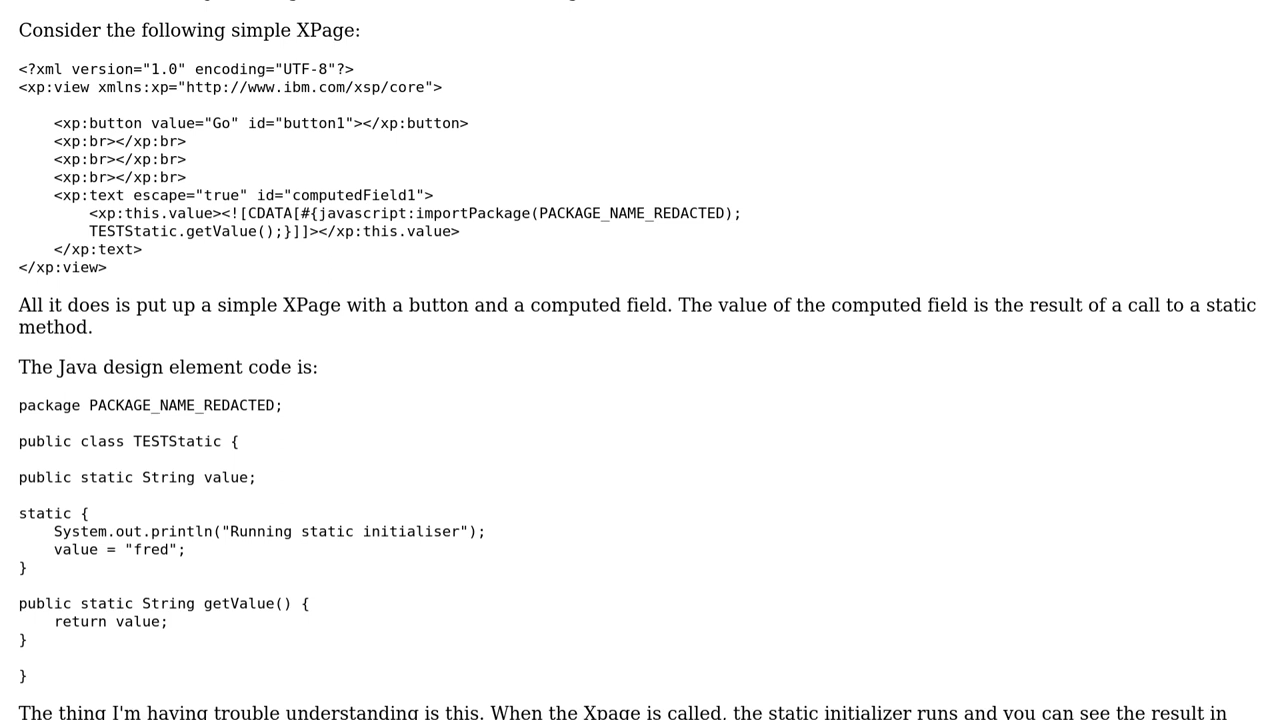 Consider the following simple XPage:
<?xml version="1.0" encoding="UTF-8"?>
<xp:view xmlns:xp="http://www.ibm.com/xsp/core">
    <xp:button value="Go" id="button1"></xp:button>
    <xp:br></xp:br>
    <xp:br></xp:br>
    <xp:br></xp:br>
    <xp:text escape="true" id="computedField1">
        <xp:this.value><![CDATA[#{javascript:importPackage(PACKAGE_NAME_REDACTED);
        TESTStatic.getValue();}]]></xp:this.value>
    </xp:text>
</xp:view>
All it does is put up a simple XPage with a button and a computed field. The value of the computed field is the result of a call to a static
method.
The Java design element code is:
package PACKAGE_NAME_REDACTED;
public class TESTStatic {
public static String value;
static {
    System.out.println("Running static initialiser");
    value = "fred";
}
public static String getValue() {
    return value;
}
}
The thing I'm having trouble understanding is this. When the Xpage is called, the static initializer runs and you can see the result in